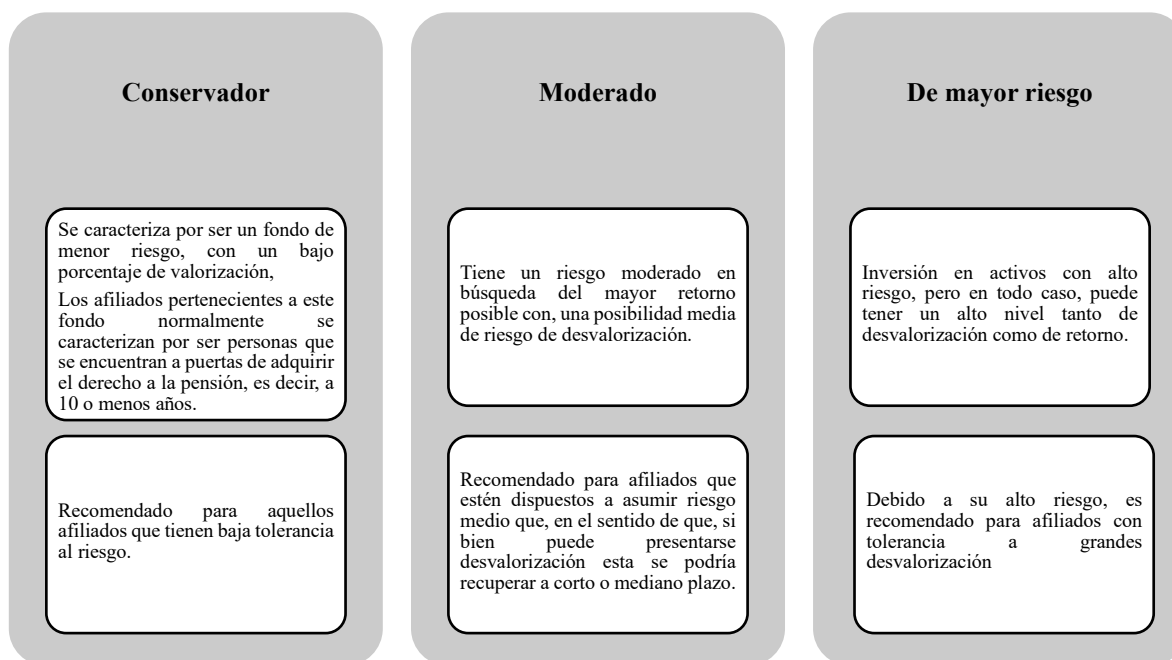 Conservador
Se caracteriza por ser un fondo de
menor riesgo, con un bajo
porcentaje de valorización,
Los afiliados pertenecientes a este
fondo normalmente se
caracterizan por ser personas que
se encuentran a puertas de adquirir
el derecho a la pensión, es decir, a
10 o menos años.
Recomendado para aquellos
afiliados que tienen baja tolerancia
al riesgo.
Moderado
Tiene un riesgo moderado en
búsqueda del mayor retorno
posible con, una posibilidad media
de riesgo de desvalorización.
Recomendado para afiliados que
estén dispuestos a asumir riesgo
medio que, en el sentido de que, si
bien puede presentarse
desvalorización esta se podría
recuperar a corto o mediano plazo.
De mayor riesgo
Inversión en activos con alto
riesgo, pero en todo caso, puede
tener un alto nivel tanto de
desvalorización como de retorno.
Debido a su alto riesgo, es
recomendado para afiliados con
tolerancia a grandes
desvalorización